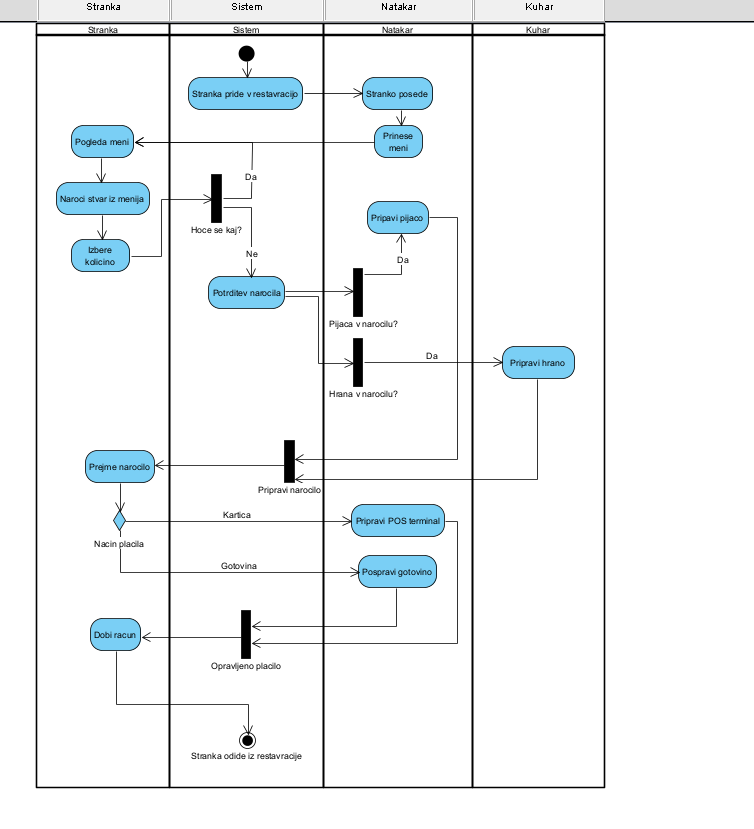 Stranka Sistem Natakar Kuhar
Stranka Sistem Natakar Kuhar
Stranka pride v restavracijo
Stranko posede
Pogleda meni
Prinese
meni
Da
Naroci stvar iz menija
Hoce se kaj?
Pripavi pijaco
Izbere
kolicino
Ne
Da
Potrditev narocila
Pijaca v narocilu?
Da
Pripravi hrano
Hrana v narocilu?
Prejme narocilo
Pripravi narocilo
Kartica
Pripravi POS terminal
Nacin placila
Gotovina
Pospravi gotovino
Dobi racun
Opravljeno placilo
Stranka odide iz restavracije